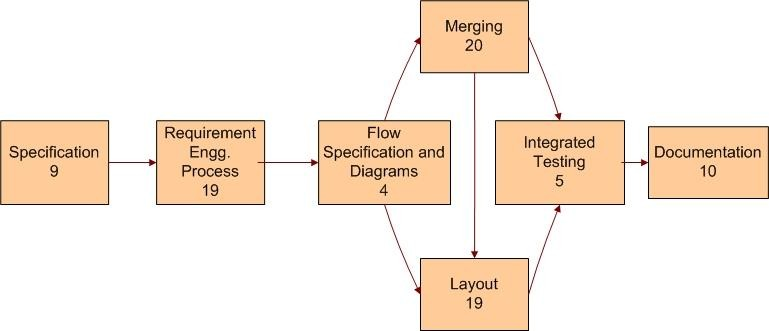 Merging
20
Specification
9
Requirement
Engg.
Process
19
Flow
Specification and
Diagrams
4
Integrated
Testing
5
Documentation
10
Layout
19